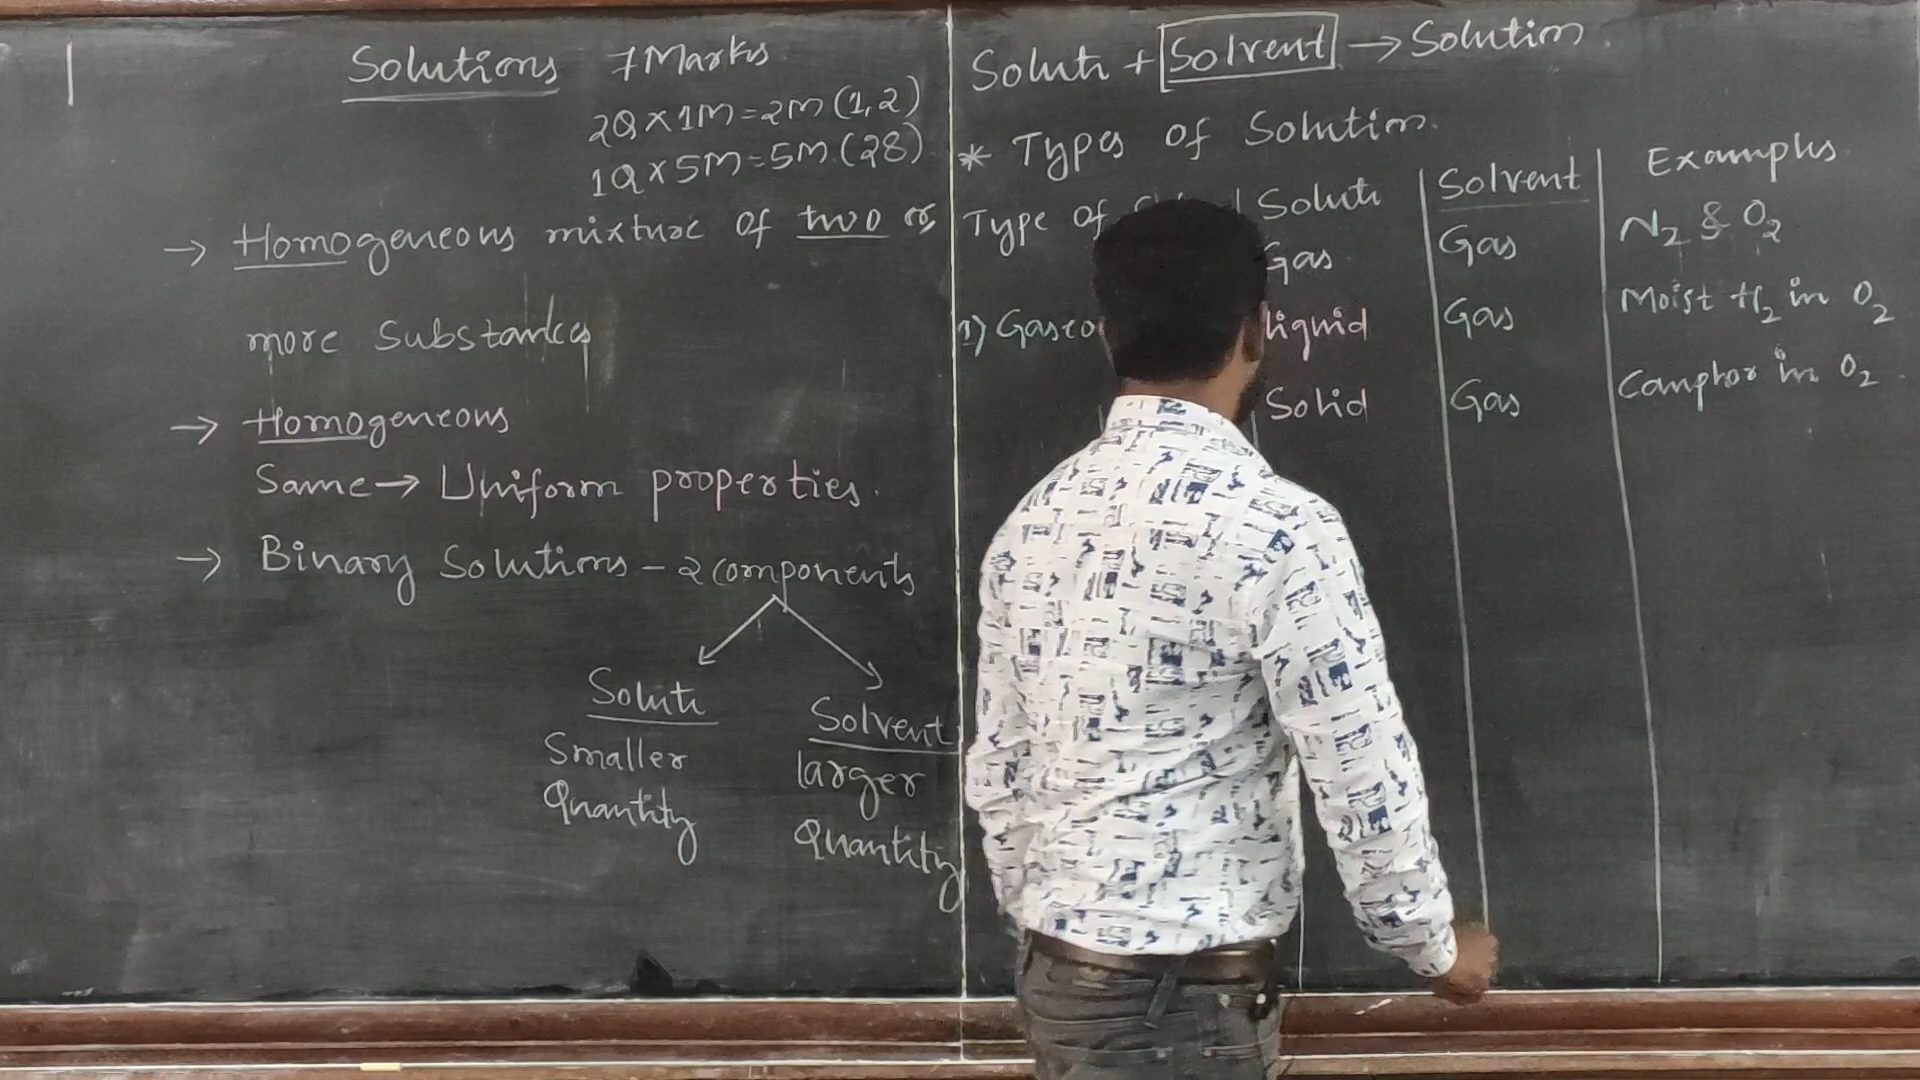 Solutions 7 Marks
2Q x 1M = 2M (1, 2)
1Q x 5M = 5M (28)
→ Homogeneous mixture of two or
more Substances
→ Homogeneous
Same → Uniform properties.
→ Binary Solutions - 2 components
Solute Solvent
Smaller larger
Quantity Quantity
Solute + Solvent → Solution.
* Types of Solution.
Type of Solute Solvent Examples
Gas Gas N2 & O2
1) liquid Gas Moist H2 in O2
Solid Gas Camphor in O2.